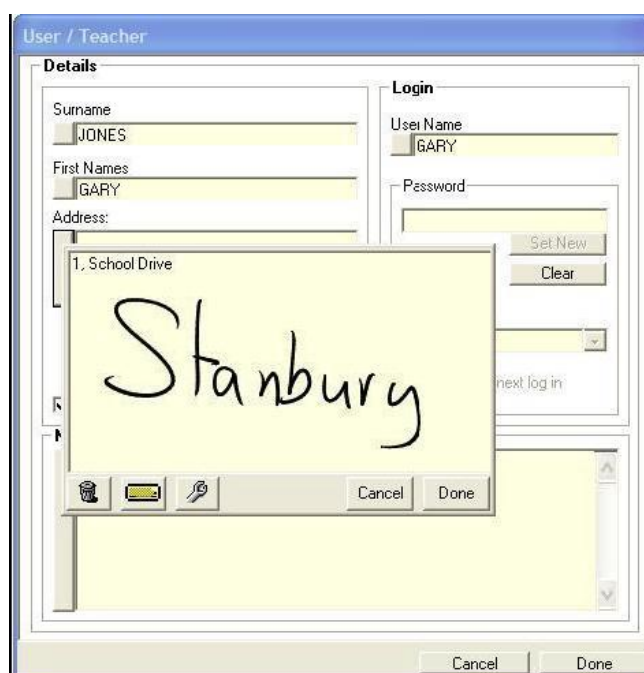 User / Teacher
Details
Surname
JONES
First Names
GARY
Address:
Login
User Name
GARY
Password
Set New
Clear
next log in
1, School Drive
Stanbury
Cancel
Done
Cancel
Done